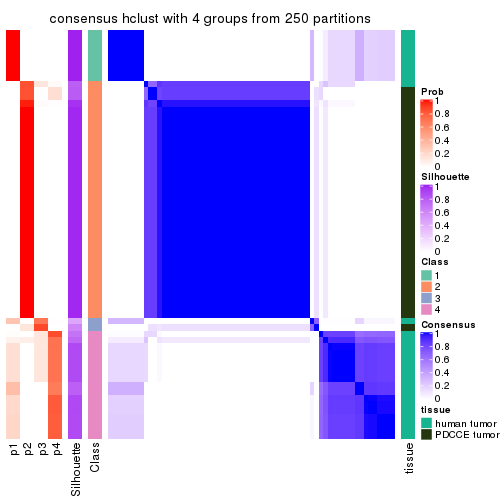 consensus hclust with 4 groups from 250 partitions
Prob
1
0.8
0.6
0.4
0.2
0
Silhouette
1
0.8
0.6
0.4
0.2
0
Class
1
2
3
4
Consensus
1
0.8
0.6
0.4
0.2
0
tissue
human tumor
PDCCE tumor
p1
p2
p3
p4
Silhouette
Class
tissue